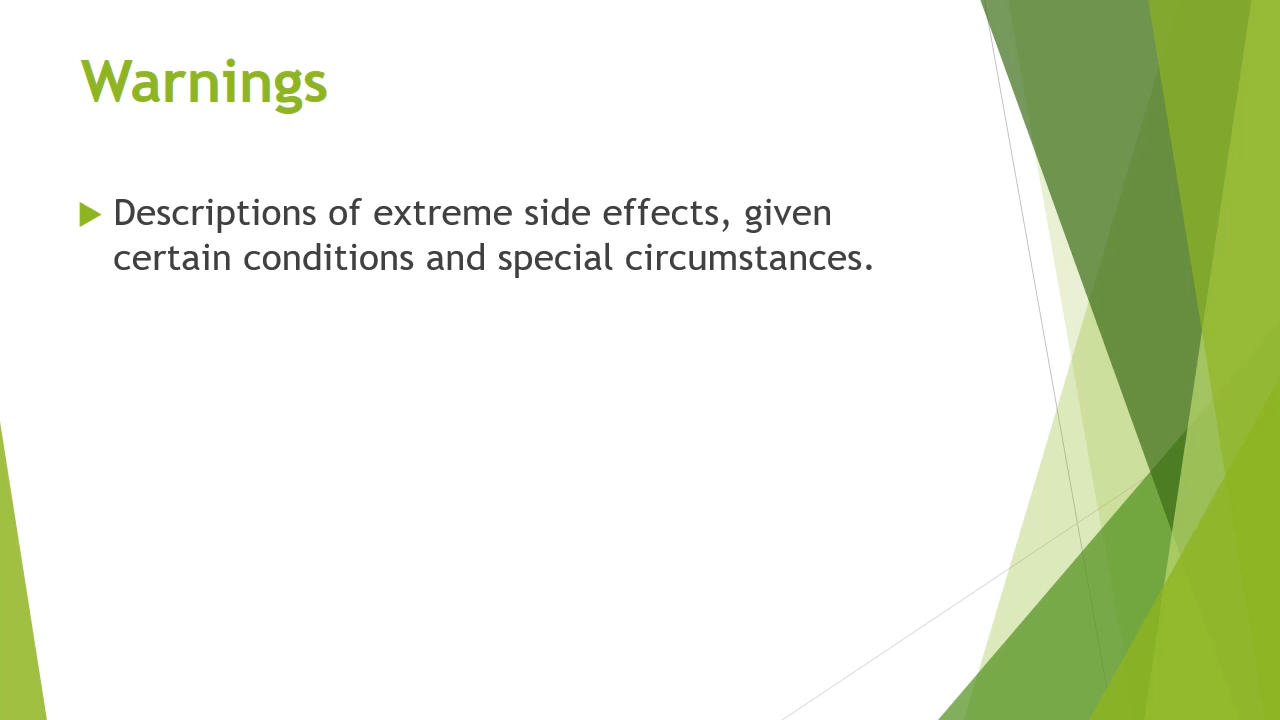 Warnings
Descriptions of extreme side effects, given
certain conditions and special circumstances.